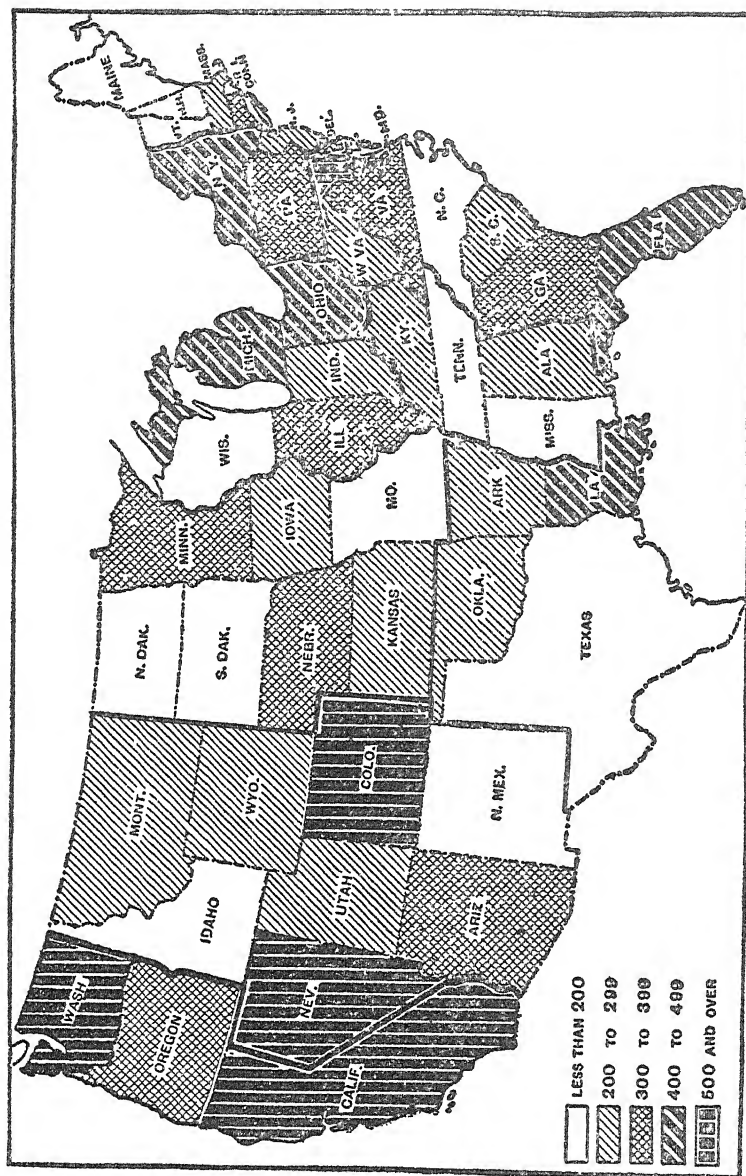 WASH
OREGON
CALIF.
NEV.
IDAHO
MONT.
WYO.
UTAH
ARIZ
COLO.
N. MEX.
N. DAK.
S. DAK.
NEBR.
KANSAS
OKLA.
TEXAS
MINN.
IOWA
MO.
ARK
LA
WIS.
ILL
MICH
IND.
OHIO
KY
TENN.
MISS.
ALA
GA
FLA
S.C.
N.C.
VA
W VA
PA
N.Y.
MAINE
MASS.
CONN
N.J.
DEL.
MD.
LESS THAN 200
200 TO 299
300 TO 399
400 TO 499
500 AND OVER